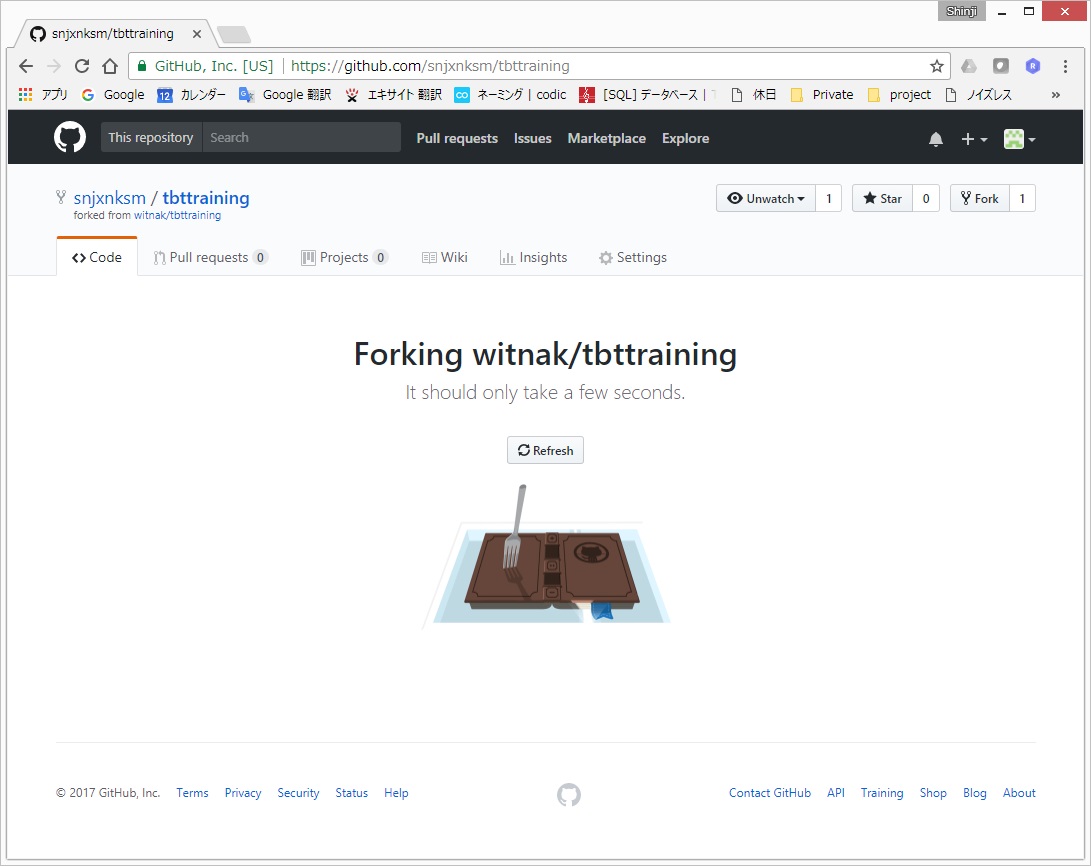 Shinji
snjxnksm/tbttraining
GitHub, Inc. [US] | https://github.com/snjxnksm/tbttraining
アプリ Google 12 カレンダー Google 翻訳 エキサイト 翻訳 co ネーミング | codic [SQL] データベース | 休日 Private project ノイズレス »
This repository Search Pull requests Issues Marketplace Explore
snjxnksm / tbttraining Unwatch 1 Star 0 Fork 1
forked from witnak/tbttraining
Code Pull requests 0 Projects 0 Wiki Insights Settings
Forking witnak/tbttraining
It should only take a few seconds.
Refresh
© 2017 GitHub, Inc. Terms Privacy Security Status Help Contact GitHub API Training Shop Blog About